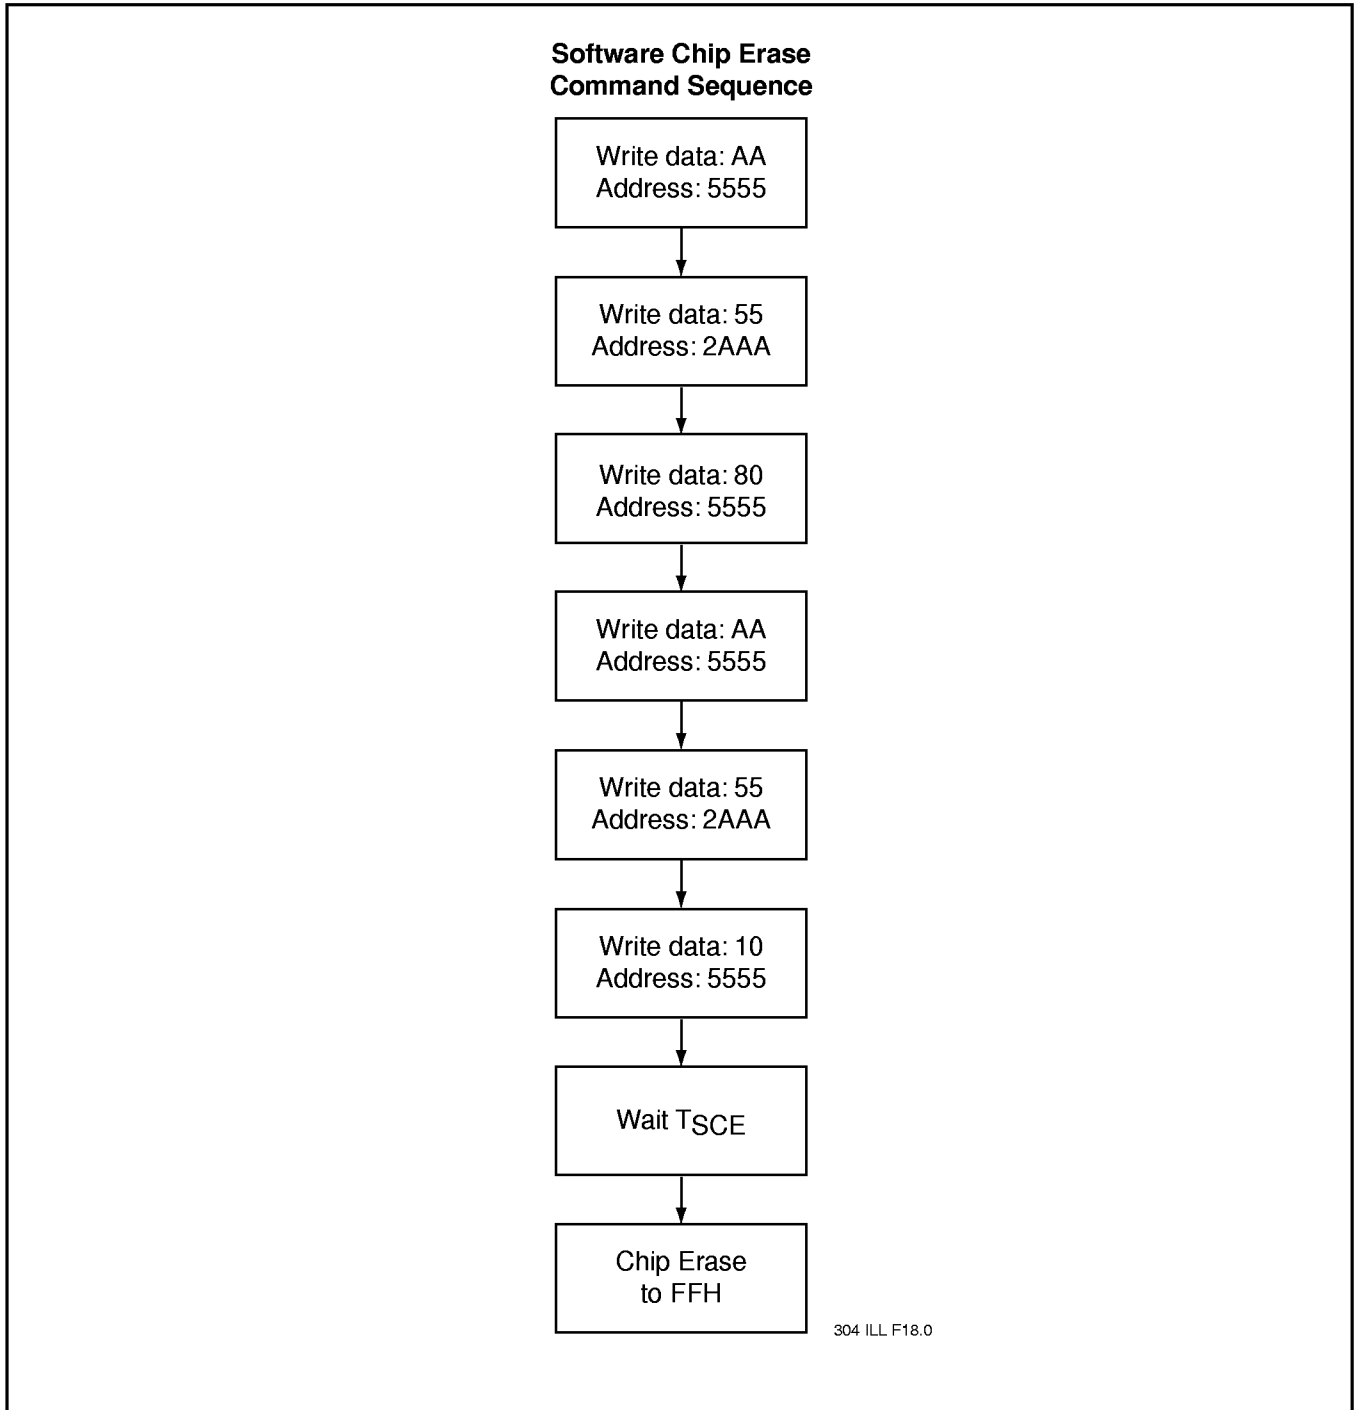 Software Chip Erase
Command Sequence
Write data: AA
Address: 5555
Write data: 55
Address: 2AAA
Write data: 80
Address: 5555
Write data: AA
Address: 5555
Write data: 55
Address: 2AAA
Write data: 10
Address: 5555
Wait TSCE
Chip Erase
to FFH
304 ILL F18.0